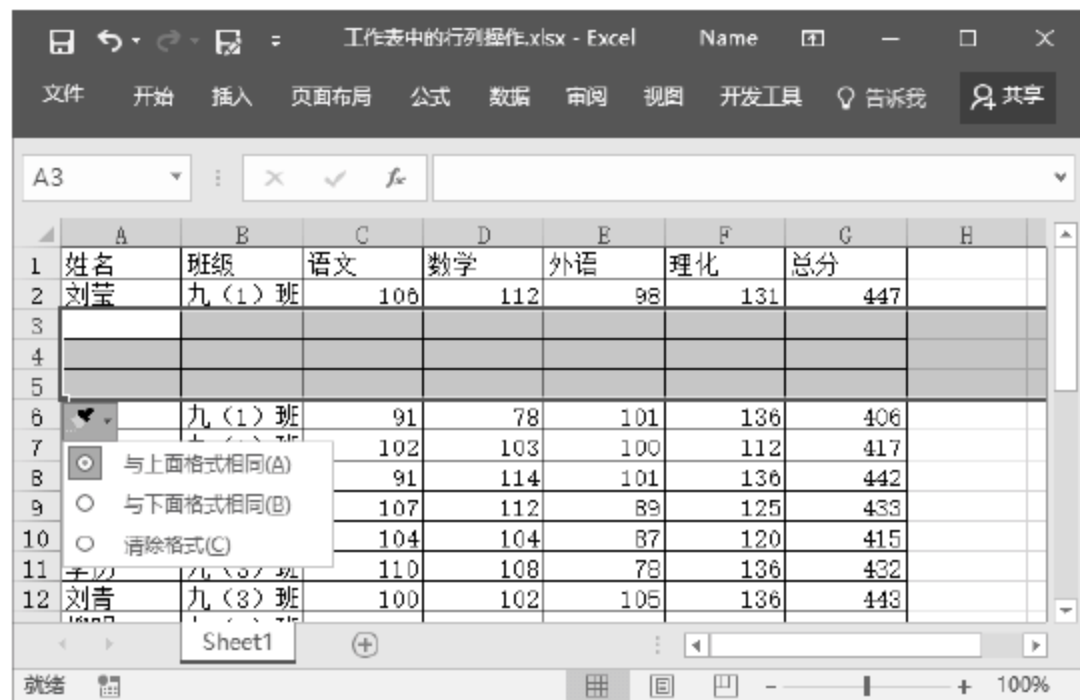 工作表中的行列操作.xlsx - Excel Name
文件 开始 插入 页面布局 公式 数据 审阅 视图 开发工具 告诉我 共享
A3 fx
A B C D E F G H
1 姓名 班级 语文 数学 外语 理化 总分
2 刘莹 九（1）班 106 112 98 131 447
3
4
5
6 九（1）班 91 78 101 136 406
7 102 103 100 112 417
与上面格式相同(A)
8 91 114 101 136 442
9 与下面格式相同(B) 107 112 89 125 433
10 清除格式(C) 104 104 87 120 415
11 110 108 78 136 432
12 刘青 九（3）班 100 102 105 136 443
Sheet1
就绪 100%